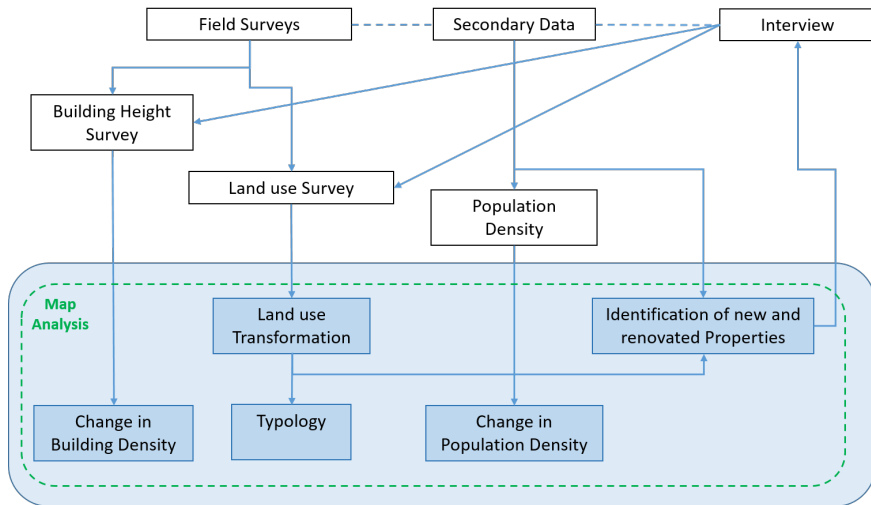 Field Surveys
Secondary Data
Interview
Building Height
Survey
Land use Survey
Population
Density
Map
Analysis
Land use
Transformation
Identification of new and
renovated Properties
Change in
Building Density
Typology
Change in
Population Density